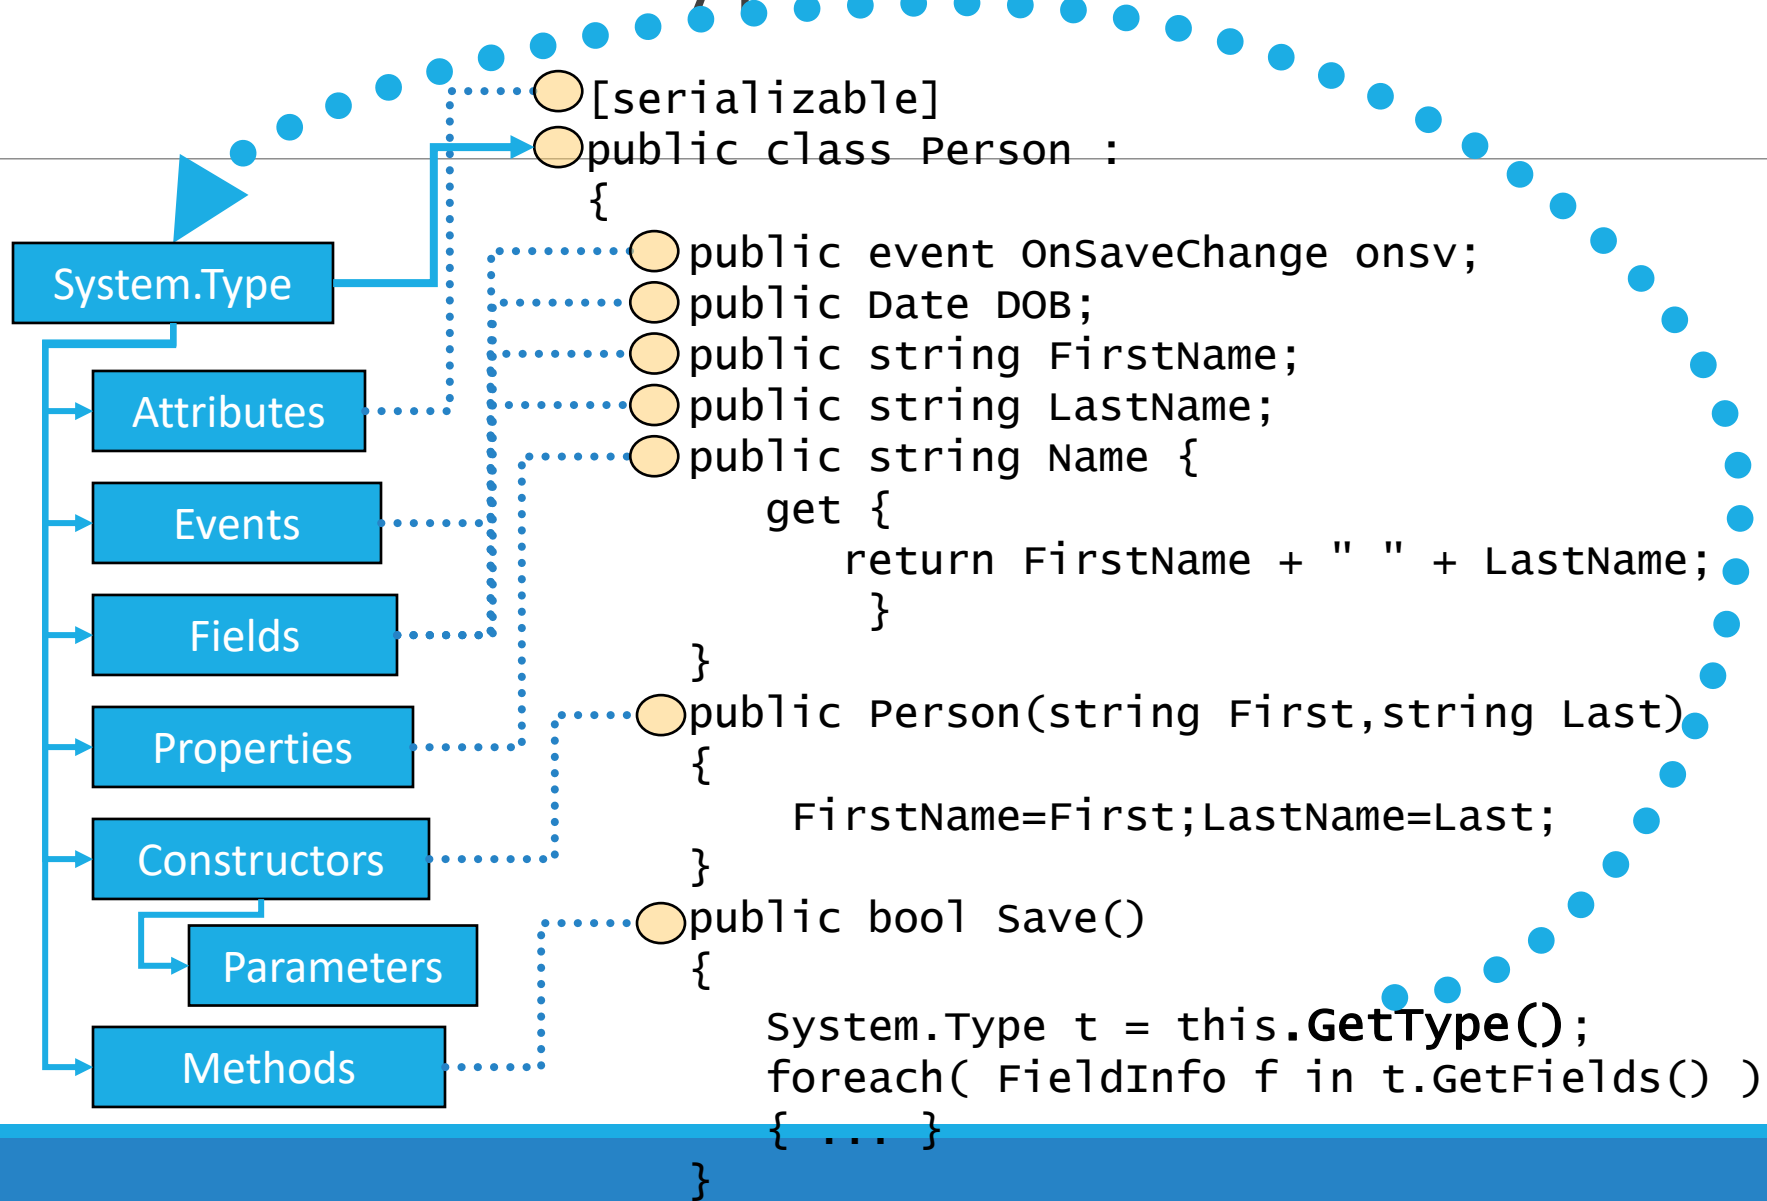 [serializable]
public class Person :
{
public event OnSaveChange onsv;
public Date DOB;
public string FirstName;
public string LastName;
public string Name {
get {
return FirstName + " " + LastName;
}
}
public Person(string First,string Last)
{
FirstName=First;LastName=Last;
}
public bool Save()
{
System.Type t = this.GetType();
foreach( FieldInfo f in t.GetFields() )
{ ... }
}
System.Type
Attributes
Events
Fields
Properties
Constructors
Parameters
Methods